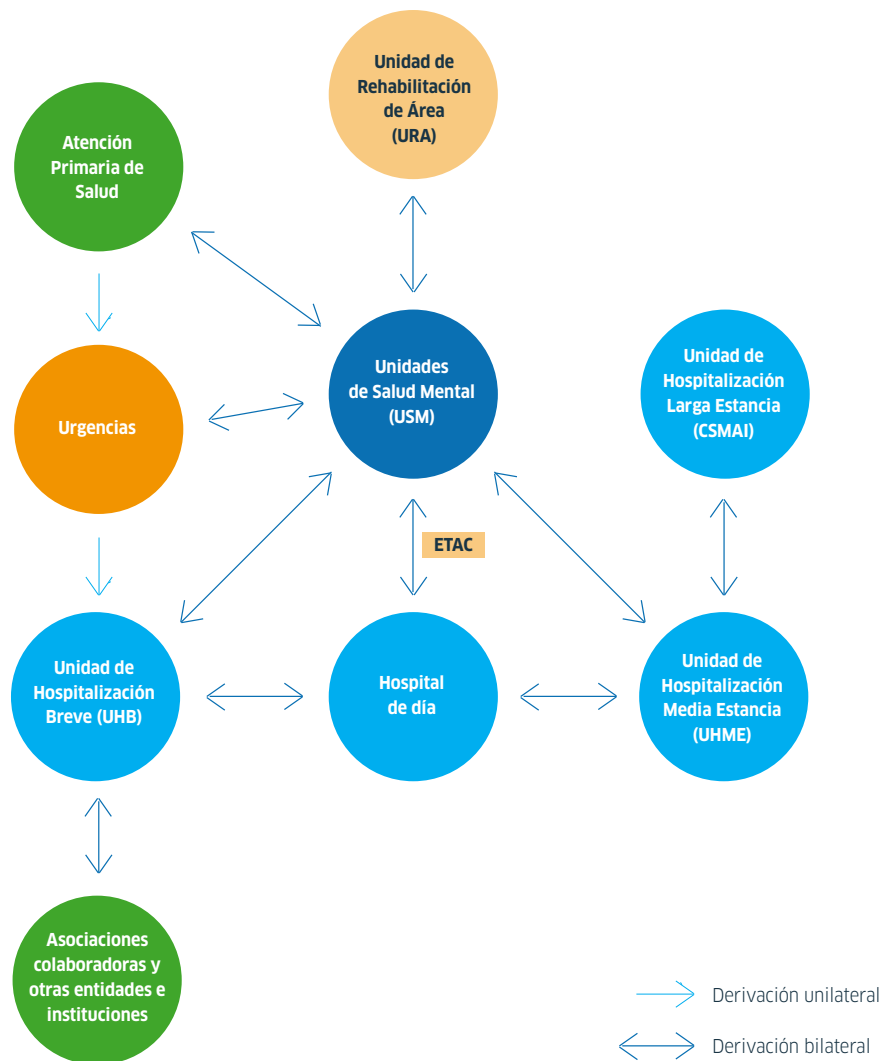 Unidad de
Rehabilitación
de Área
(URA)
Atención
Primaria de
Salud
Unidades
de Salud Mental
(USM)
Unidad de
Hospitalización
Larga Estancia
(CSMAI)
Urgencias
ETAC
Unidad de
Hospitalización
Breve (UHB)
Hospital
de día
Unidad de
Hospitalización
Media Estancia
(UHME)
Asociaciones
colaboradoras y
otras entidades e
instituciones
Derivación unilateral
Derivación bilateral